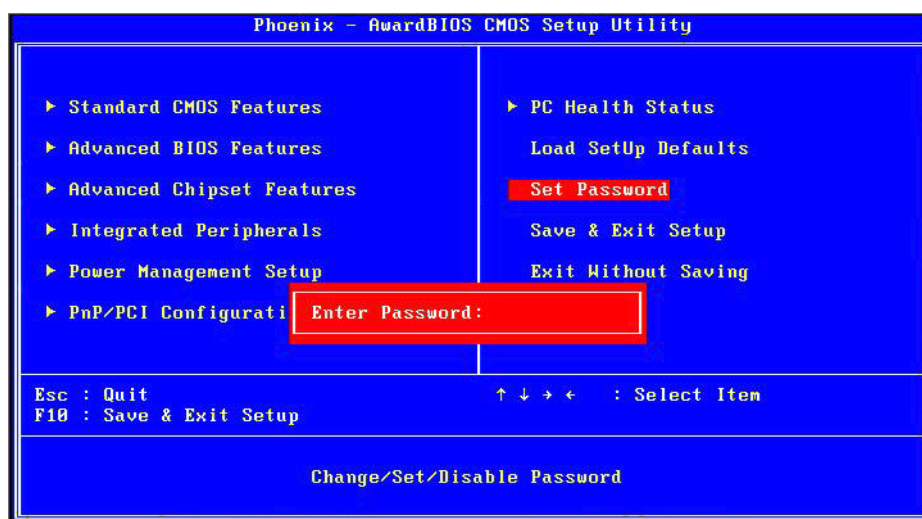 Phoenix - AwardBIOS CMOS Setup Utility
▶ Standard CMOS Features
▶ Advanced BIOS Features
▶ Advanced Chipset Features
▶ Integrated Peripherals
▶ Power Management Setup
▶ PnP/PCI Configurati
▶ PC Health Status
Load SetUp Defaults
Set Password
Save & Exit Setup
Exit Without Saving
Enter Password:
Esc : Quit
F10 : Save & Exit Setup
↑ ↓ → ← : Select Item
Change/Set/Disable Password